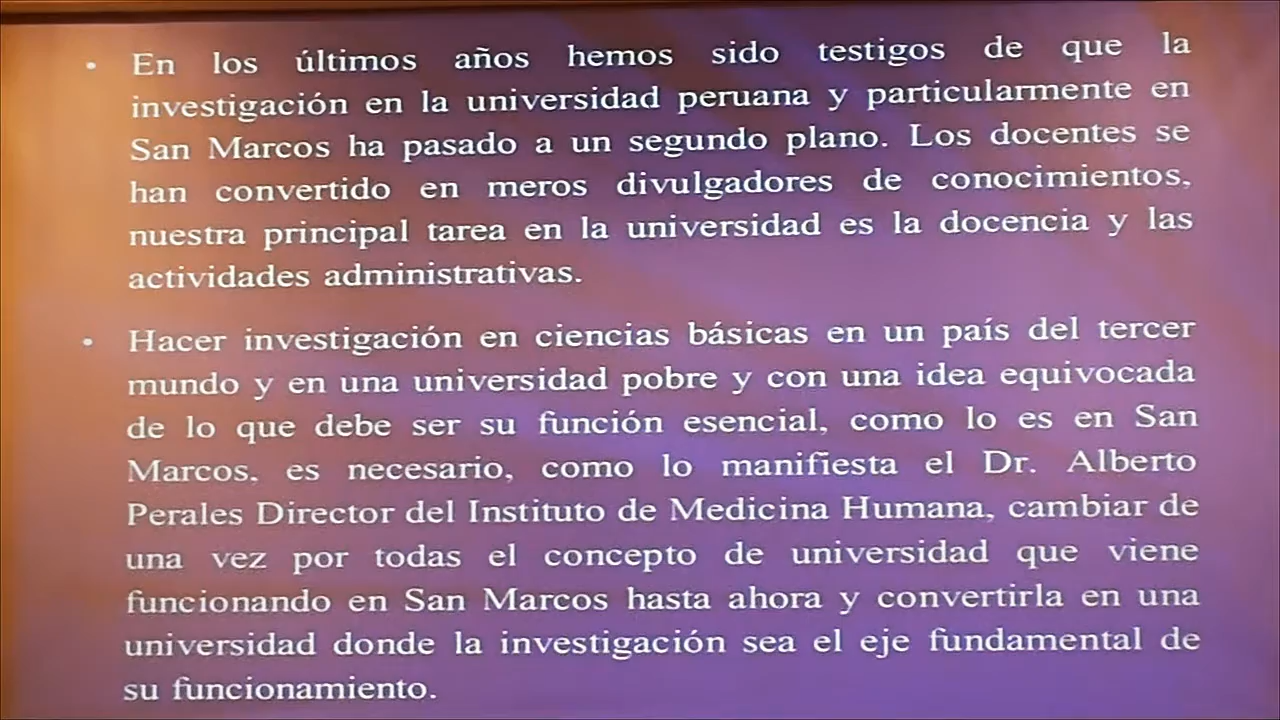 • En los últimos años hemos sido testigos de que la
investigación en la universidad peruana y particularmente en
San Marcos ha pasado a un segundo plano. Los docentes se
han convertido en meros divulgadores de conocimientos,
nuestra principal tarea en la universidad es la docencia y las
actividades administrativas.
• Hacer investigación en ciencias básicas en un país del tercer
mundo y en una universidad pobre y con una idea equivocada
de lo que debe ser su función esencial, como lo es en San
Marcos, es necesario, como lo manifiesta el Dr. Alberto
Perales Director del Instituto de Medicina Humana, cambiar de
una vez por todas el concepto de universidad que viene
funcionando en San Marcos hasta ahora y convertirla en una
universidad donde la investigación sea el eje fundamental de
su funcionamiento.